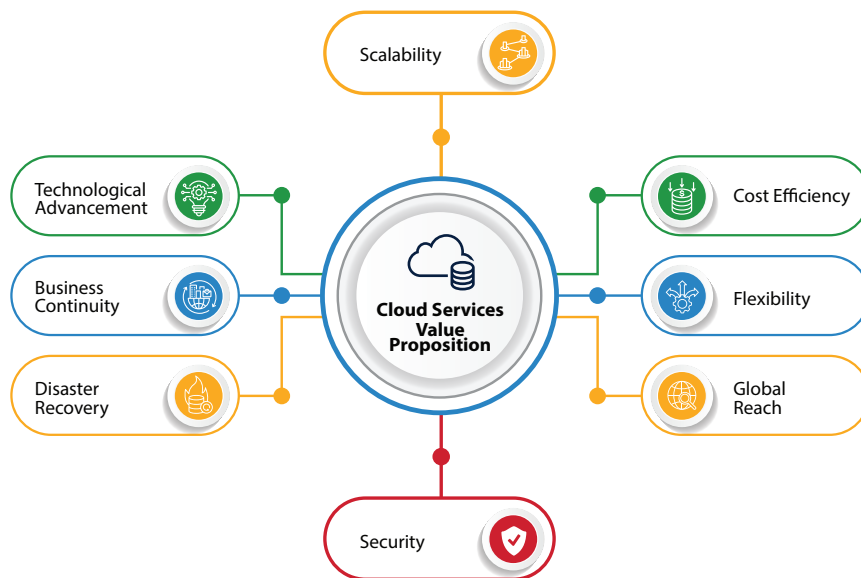 Scalability
Technological
Advancement
Cost Efficiency
Business
Continuity
Cloud Services
Value
Proposition
Flexibility
Disaster
Recovery
Global
Reach
Security